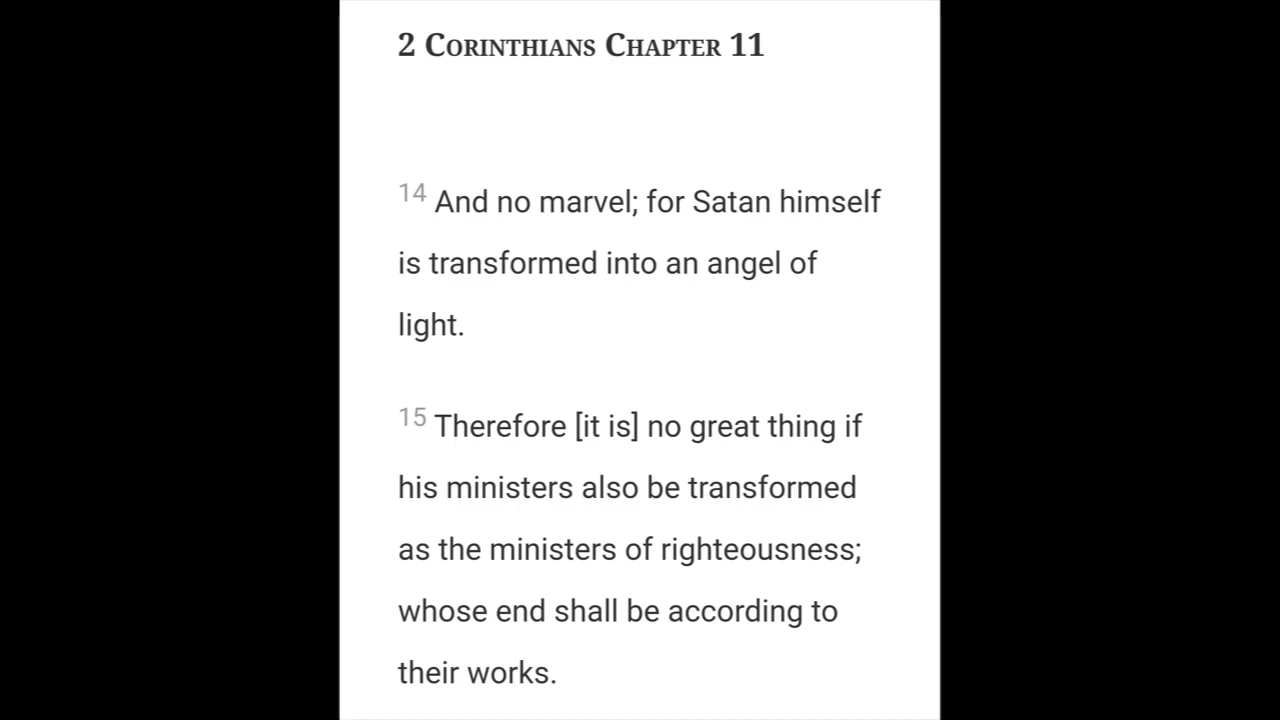 2 Corinthians Chapter 11
14 And no marvel; for Satan himself
is transformed into an angel of
light.
15 Therefore [it is] no great thing if
his ministers also be transformed
as the ministers of righteousness;
whose end shall be according to
their works.